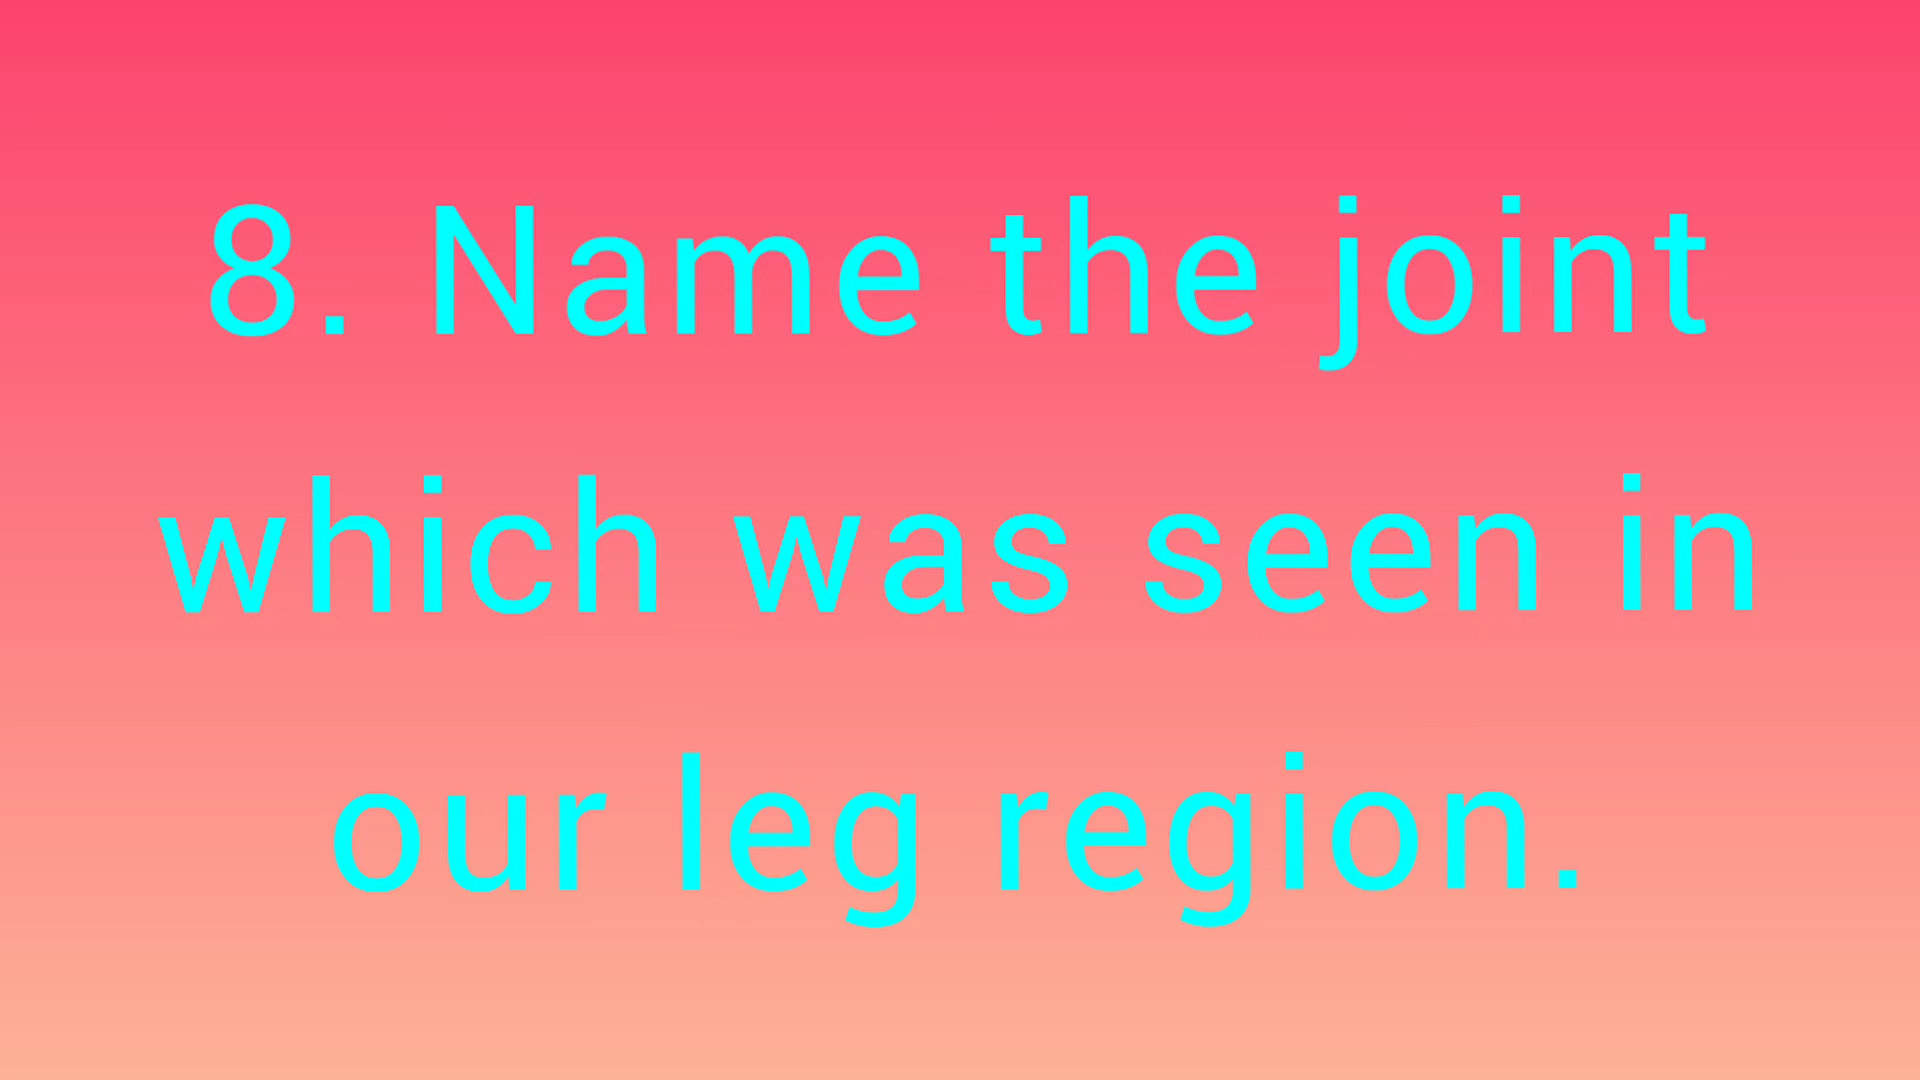 8. Name the joint
which was seen in
our leg region.